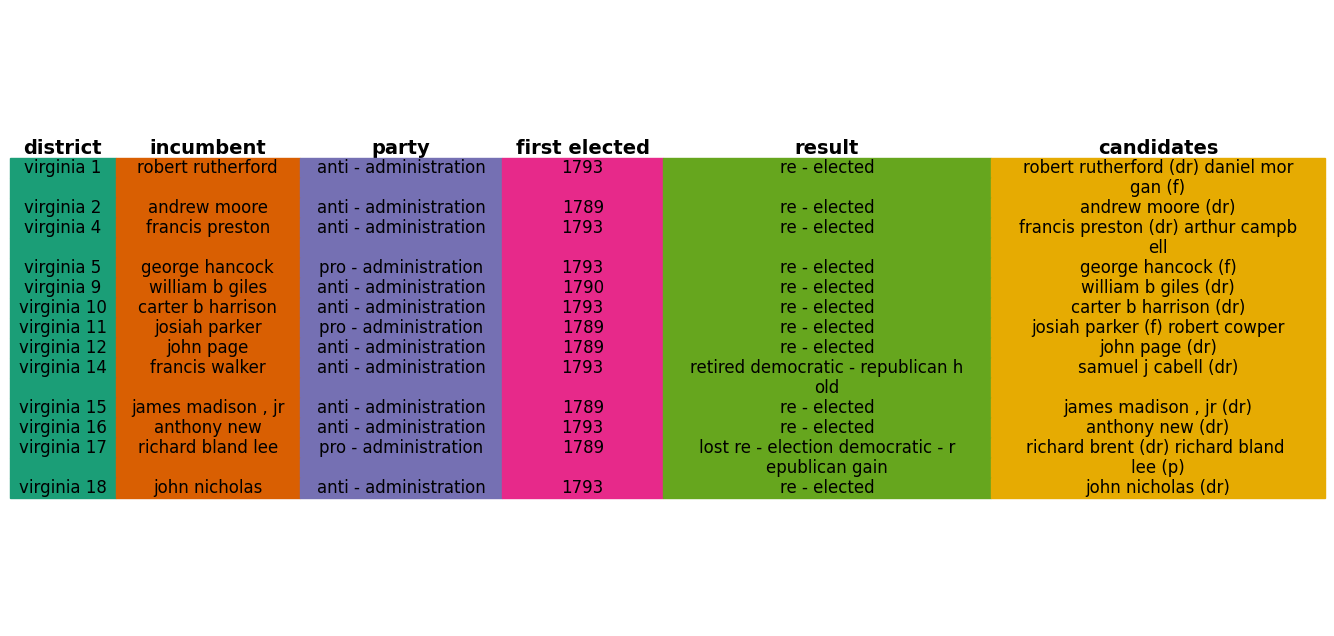 district incumbent party first elected result candidates
virginia 1 robert rutherford anti - administration 1793 re - elected robert rutherford (dr) daniel mor
gan (f)
virginia 2 andrew moore anti - administration 1789 re - elected andrew moore (dr)
virginia 4 francis preston anti - administration 1793 re - elected francis preston (dr) arthur campb
ell
virginia 5 george hancock pro - administration 1793 re - elected george hancock (f)
virginia 9 william b giles anti - administration 1790 re - elected william b giles (dr)
virginia 10 carter b harrison anti - administration 1793 re - elected carter b harrison (dr)
virginia 11 josiah parker pro - administration 1789 re - elected josiah parker (f) robert cowper
virginia 12 john page anti - administration 1789 re - elected john page (dr)
virginia 14 francis walker anti - administration 1793 retired democratic - republican h samuel j cabell (dr)
old
virginia 15 james madison , jr anti - administration 1789 re - elected james madison , jr (dr)
virginia 16 anthony new anti - administration 1793 re - elected anthony new (dr)
virginia 17 richard bland lee pro - administration 1789 lost re - election democratic - r richard brent (dr) richard bland
epublican gain lee (p)
virginia 18 john nicholas anti - administration 1793 re - elected john nicholas (dr)